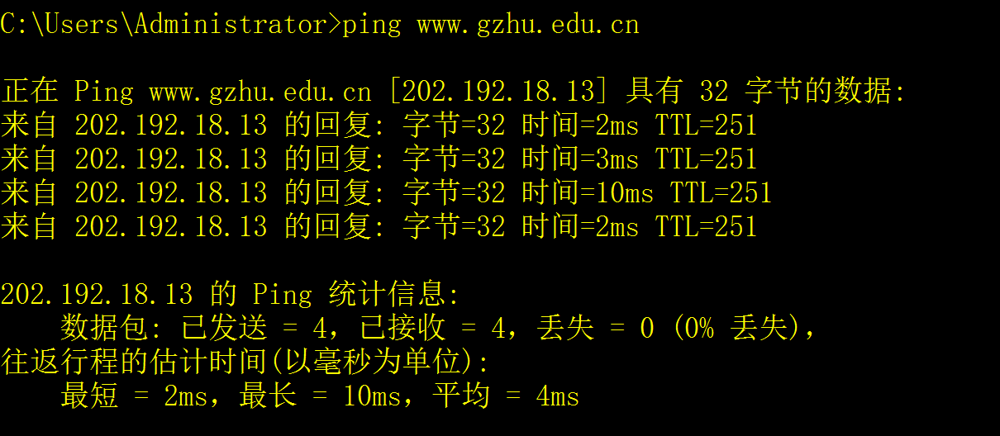 C:\Users\Administrator>ping www.gzhu.edu.cn
正在 Ping www.gzhu.edu.cn [202.192.18.13] 具有 32 字节的数据:
来自 202.192.18.13 的回复: 字节=32 时间=2ms TTL=251
来自 202.192.18.13 的回复: 字节=32 时间=3ms TTL=251
来自 202.192.18.13 的回复: 字节=32 时间=10ms TTL=251
来自 202.192.18.13 的回复: 字节=32 时间=2ms TTL=251
202.192.18.13 的 Ping 统计信息:
数据包: 已发送 = 4，已接收 = 4，丢失 = 0 (0% 丢失)，
往返行程的估计时间(以毫秒为单位):
最短 = 2ms，最长 = 10ms，平均 = 4ms